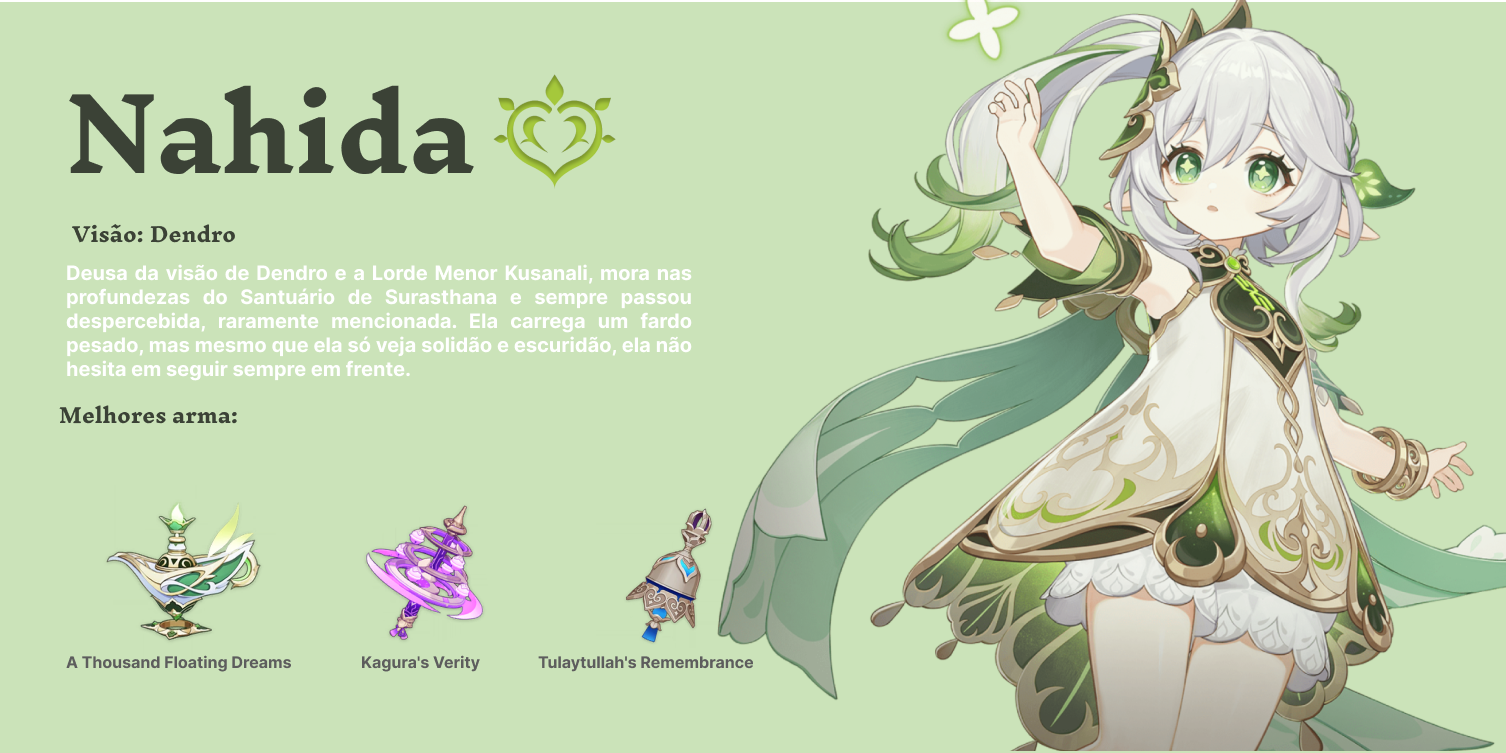 Nahida
Visão: Dendro
Deusa da visão de Dendro e a Lorde Menor Kusanali, mora nas
profundezas do Santuário de Surasthana e sempre passou
despercebida, raramente mencionada. Ela carrega um fardo
pesado, mas mesmo que ela só veja solidão e escuridão, ela não
hesita em seguir sempre em frente.
Melhores arma:
A Thousand Floating Dreams
Kagura's Verity
Tulaytullah's Remembrance